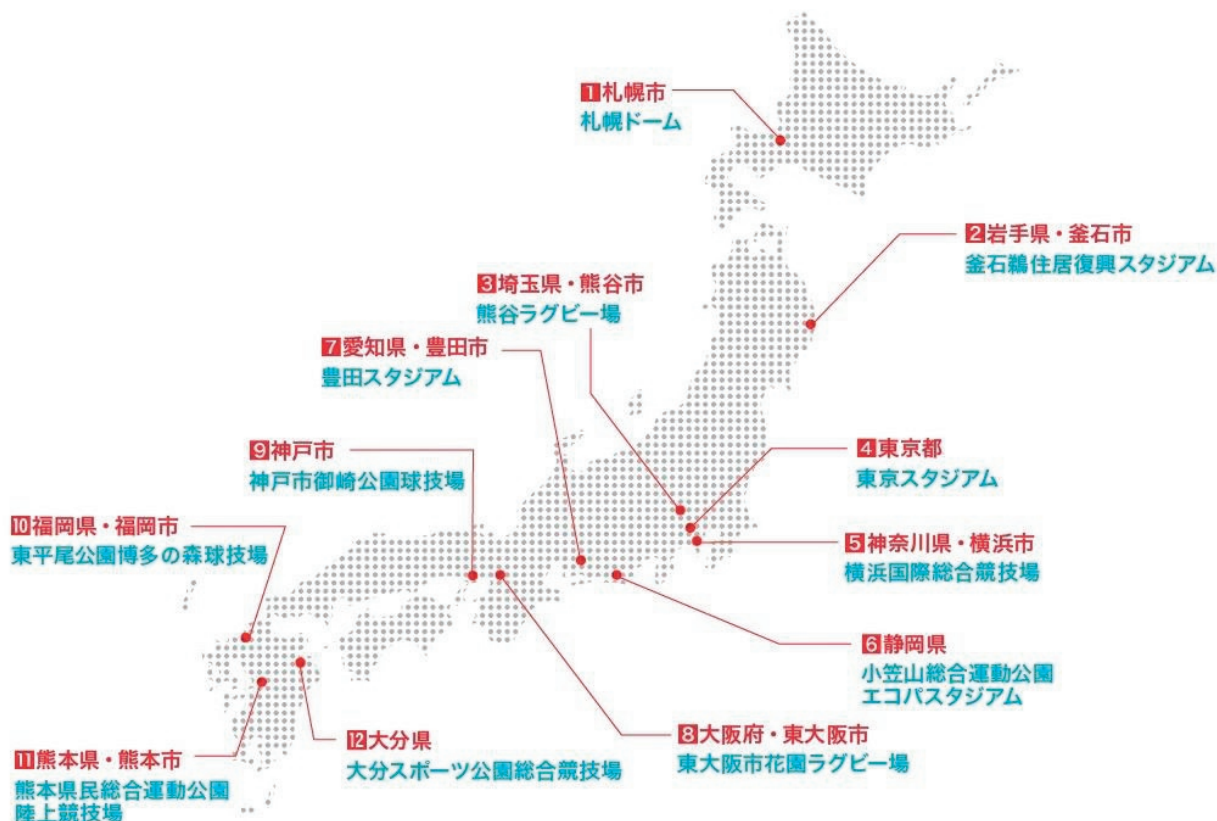 1 札幌市
札幌ドーム
2 岩手県・釜石市
釜石鵜住居復興スタジアム
3 埼玉県・熊谷市
熊谷ラグビー場
7 愛知県・豊田市
豊田スタジアム
9 神戸市
神戸市御崎公園球技場
4 東京都
東京スタジアム
10 福岡県・福岡市
東平尾公園博多の森球技場
5 神奈川県・横浜市
横浜国際総合競技場
6 静岡県
小笠山総合運動公園
エコパスタジアム
8 大阪府・東大阪市
東大阪市花園ラグビー場
12 大分県
大分スポーツ公園総合競技場
11 熊本県・熊本市
熊本県民総合運動公園
陸上競技場